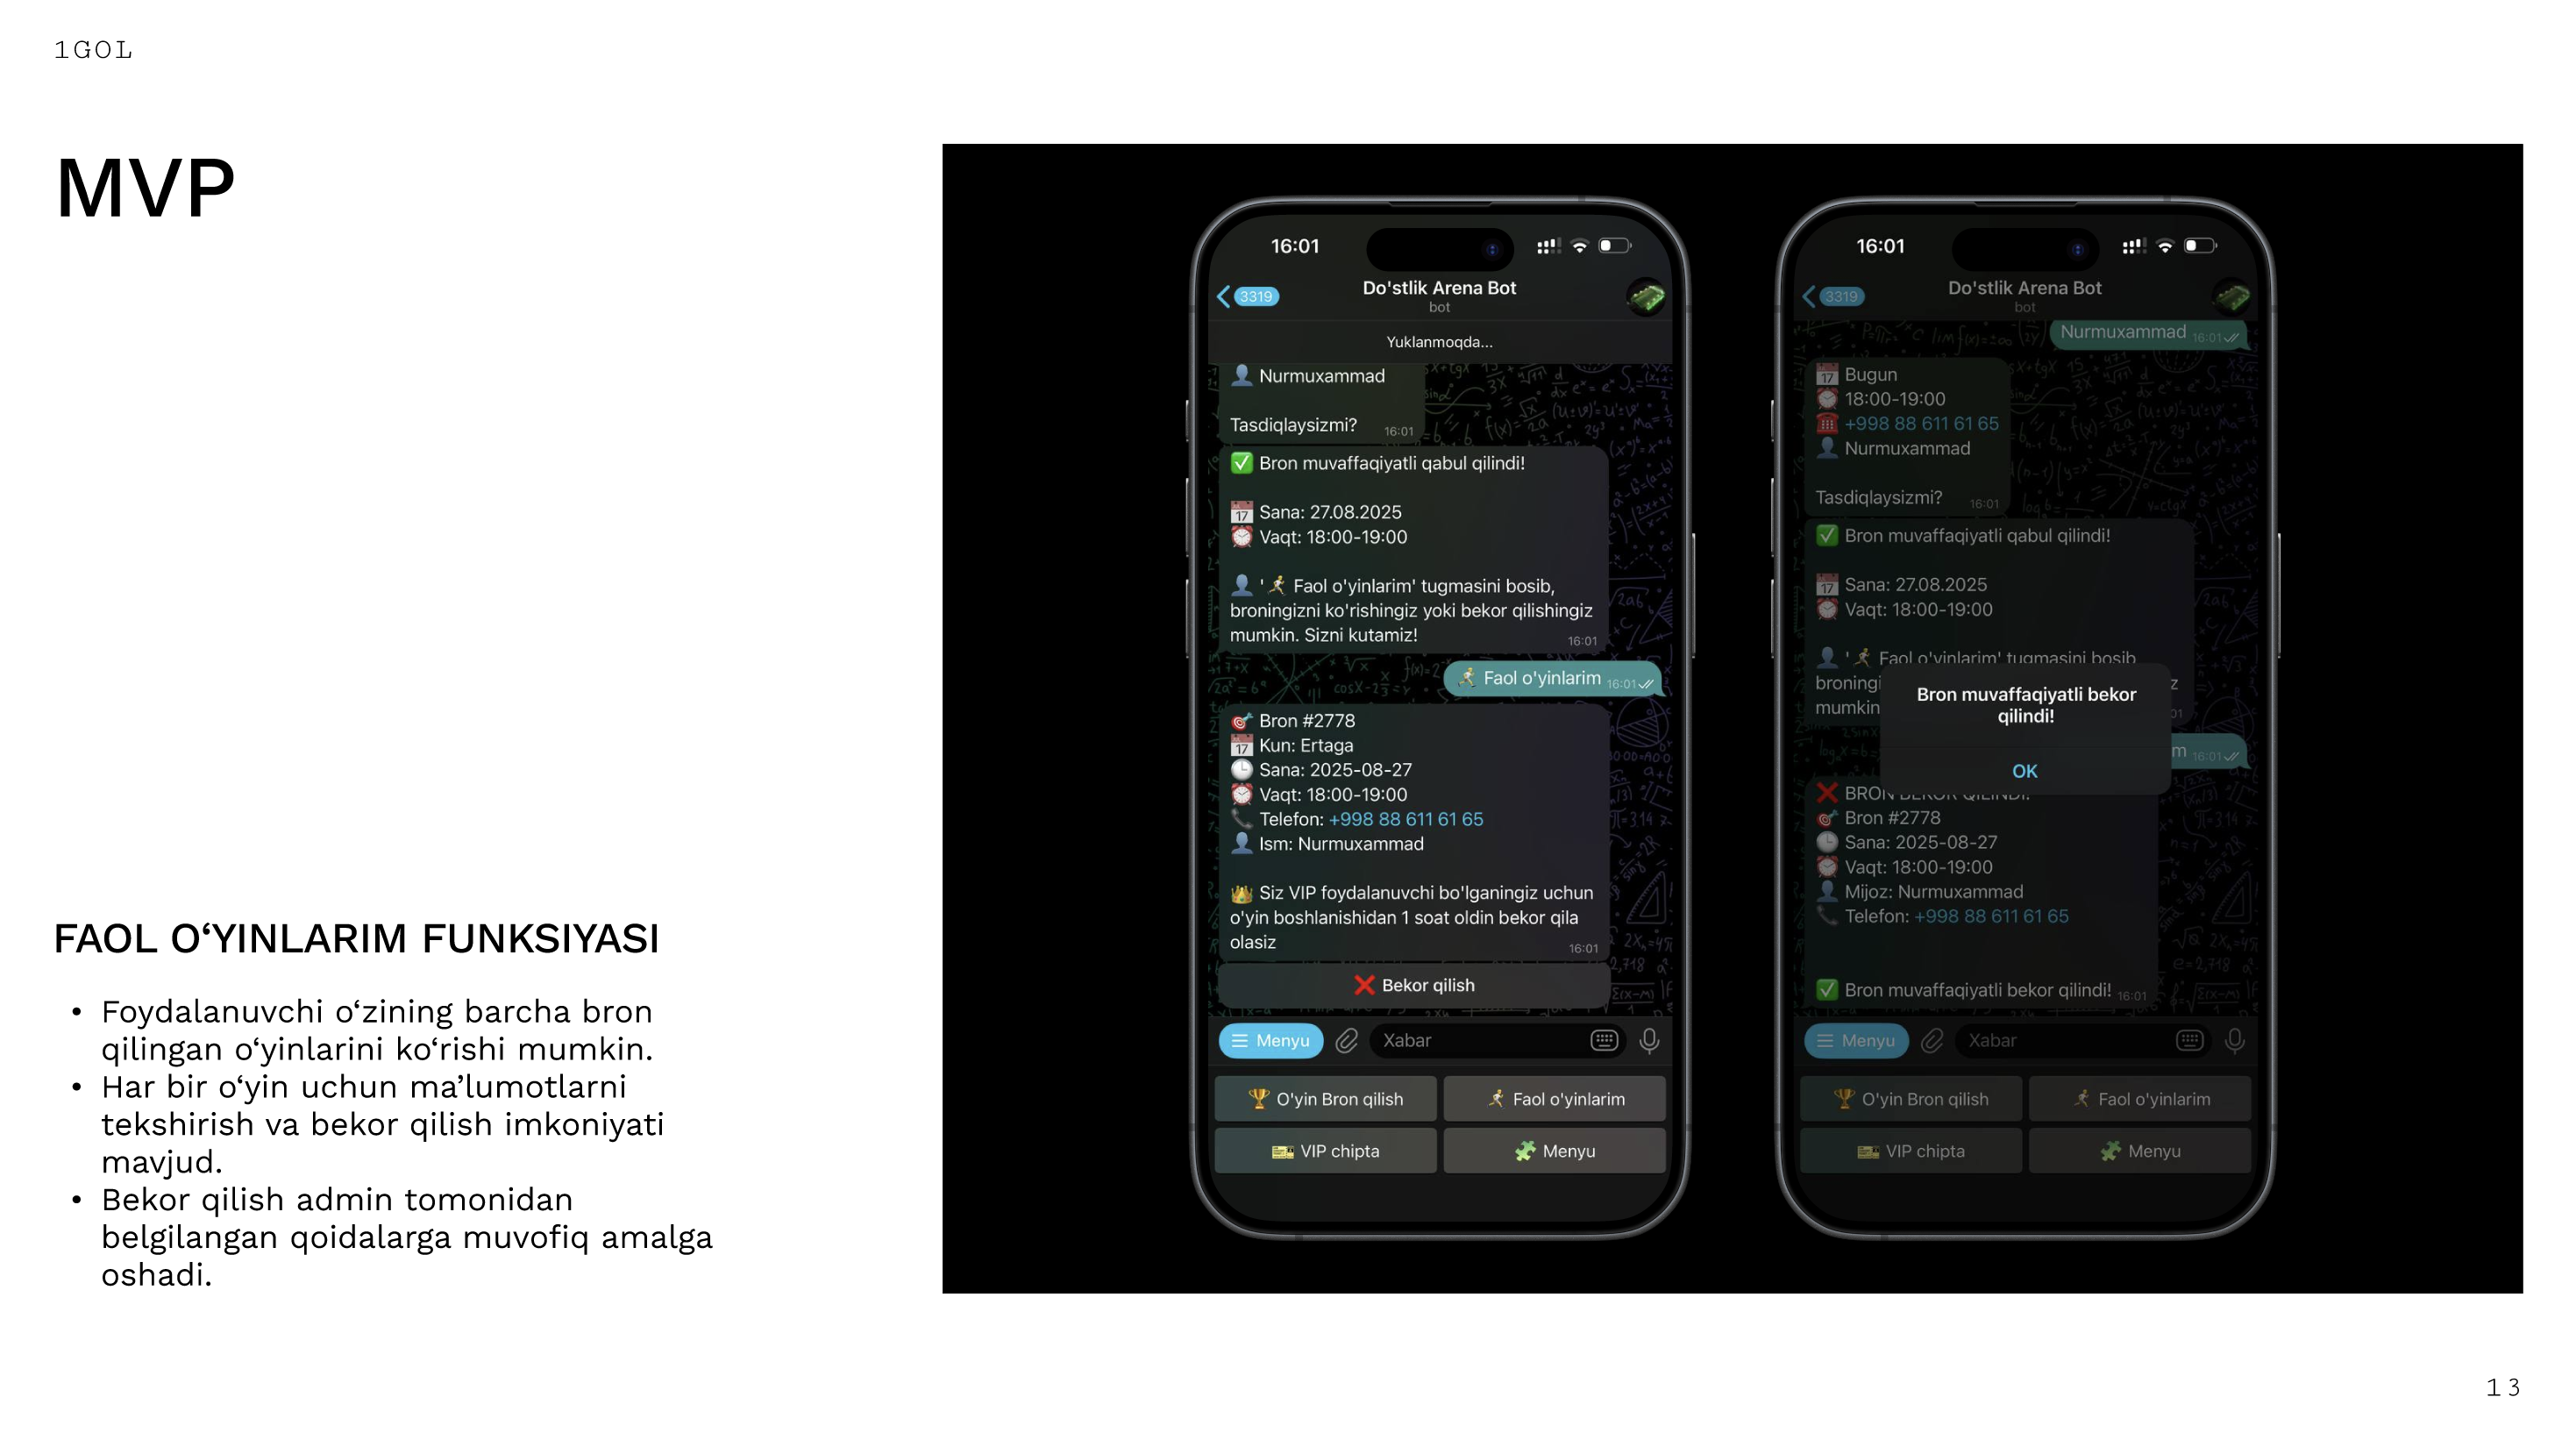 1GOL
MVP
FAOL O‘YINLARIM FUNKSIYASI
• Foydalanuvchi o‘zining barcha bron
qilingan o‘yinlarini ko‘rishi mumkin.
• Har bir o‘yin uchun ma’lumotlarni
tekshirish va bekor qilish imkoniyati
mavjud.
• Bekor qilish admin tomonidan
belgilangan qoidalarga muvofiq amalga
oshadi.
16:01
3319
Do'stlik Arena Bot
bot
Yuklanmoqda...
Nurmuxammad
Tasdiqlaysizmi? 16:01
Bron muvaffaqiyatli qabul qilindi!
Sana: 27.08.2025
Vaqt: 18:00-19:00
' Faol o'yinlarim' tugmasini bosib,
broningizni ko'rishingiz yoki bekor qilishingiz
mumkin. Sizni kutamiz! 16:01
Faol o'yinlarim 16:01
Bron #2778
Kun: Ertaga
Sana: 2025-08-27
Vaqt: 18:00-19:00
Telefon: +998 88 611 61 65
Ism: Nurmuxammad
Siz VIP foydalanuvchi bo'lganingiz uchun
o'yin boshlanishidan 1 soat oldin bekor qila
olasiz 16:01
Bekor qilish
Menyu Xabar
O'yin Bron qilish Faol o'yinlarim
VIP chipta Menyu
16:01
3319
Do'stlik Arena Bot
bot
Nurmuxammad 16:01
Bugun
18:00-19:00
+998 88 611 61 65
Nurmuxammad
Tasdiqlaysizmi? 16:01
Bron muvaffaqiyatli qabul qilindi!
Sana: 27.08.2025
Vaqt: 18:00-19:00
' Faol o'yinlarim' tugmasini bosib
broningi z
mumkin 01
Bron muvaffaqiyatli bekor
qilindi!
m 16:01
OK
BRON BEKOR QILINDI!
Bron #2778
Sana: 2025-08-27
Vaqt: 18:00-19:00
Mijoz: Nurmuxammad
Telefon: +998 88 611 61 65
Bron muvaffaqiyatli bekor qilindi! 16:01
Menyu Xabar
O'yin Bron qilish Faol o'yinlarim
VIP chipta Menyu
13